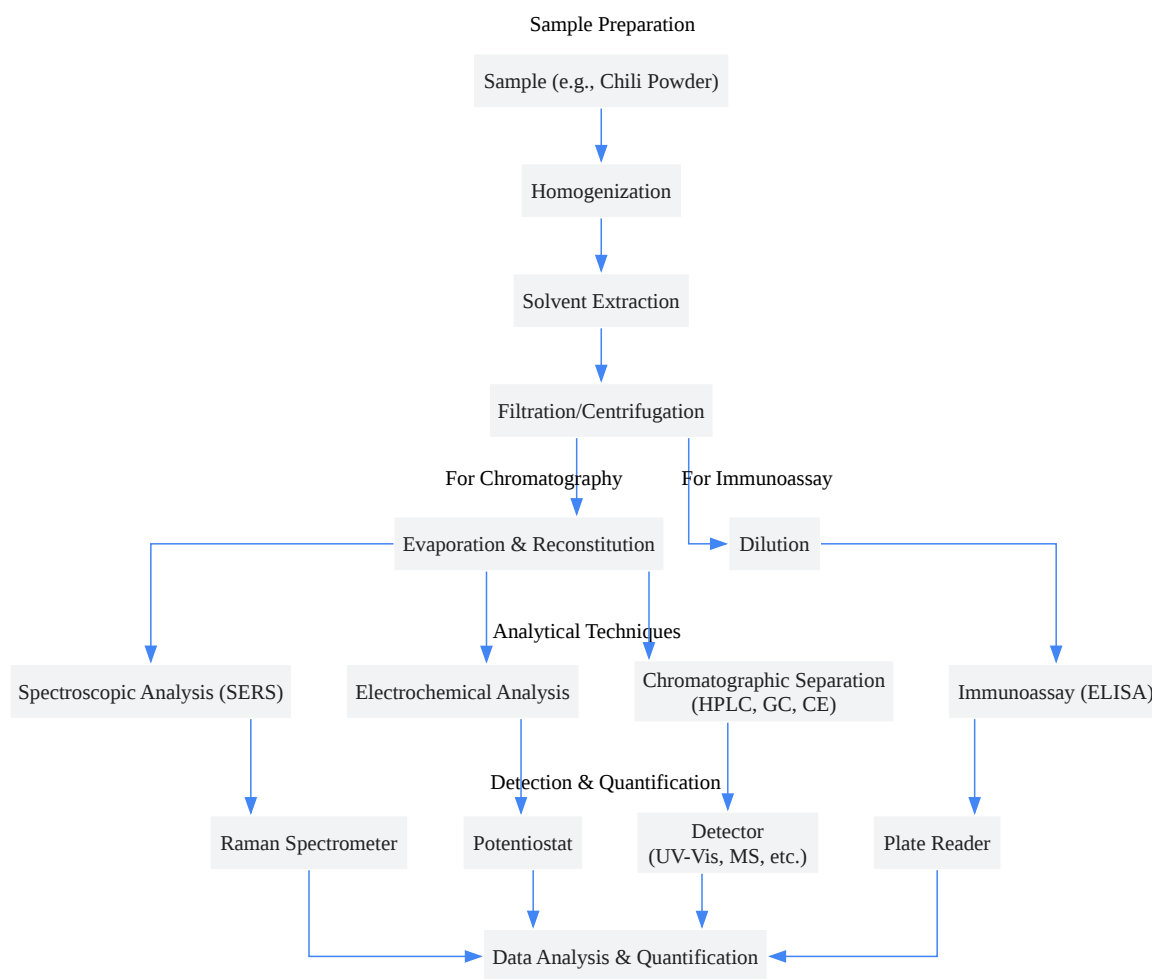 Sample Preparation
Sample (e.g., Chili Powder)
Homogenization
Solvent Extraction
Filtration/Centrifugation
For Chromatography
For Immunoassay
Evaporation & Reconstitution
Dilution
Analytical Techniques
Spectroscopic Analysis (SERS)
Electrochemical Analysis
Chromatographic Separation
(HPLC, GC, CE)
Immunoassay (ELISA)
Detection & Quantification
Raman Spectrometer
Potentiostat
Detector
(UV-Vis, MS, etc.)
Plate Reader
Data Analysis & Quantification